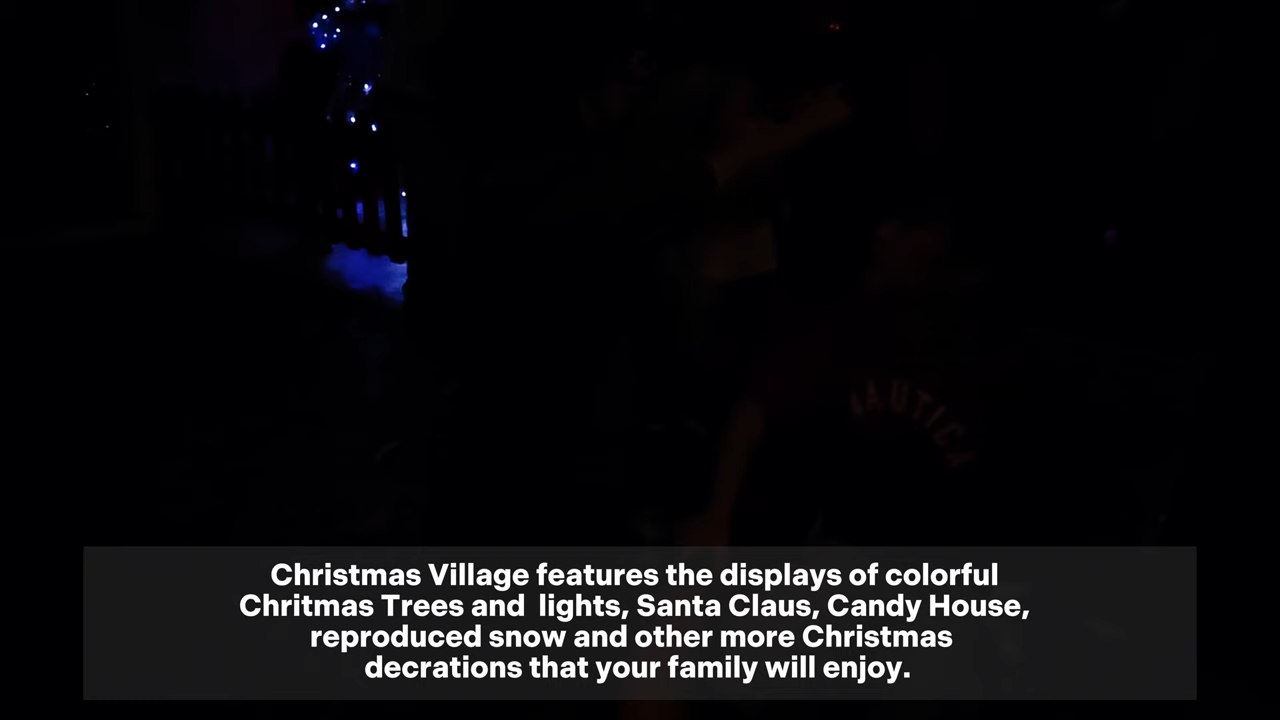 NAUTICA
Christmas Village features the displays of colorful
Chritmas Trees and  lights, Santa Claus, Candy House,
reproduced snow and other more Christmas
decrations that your family will enjoy.